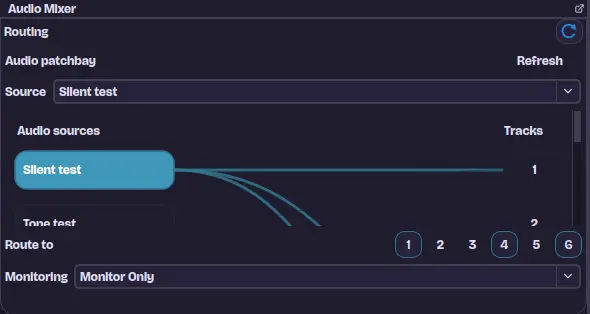 Audio Mixer
Routing
Audio patchbay Refresh
Source Silent test
Audio sources Tracks
Silent test 1
Tone test 2
Route to 1 2 3 4 5 6
Monitoring Monitor Only